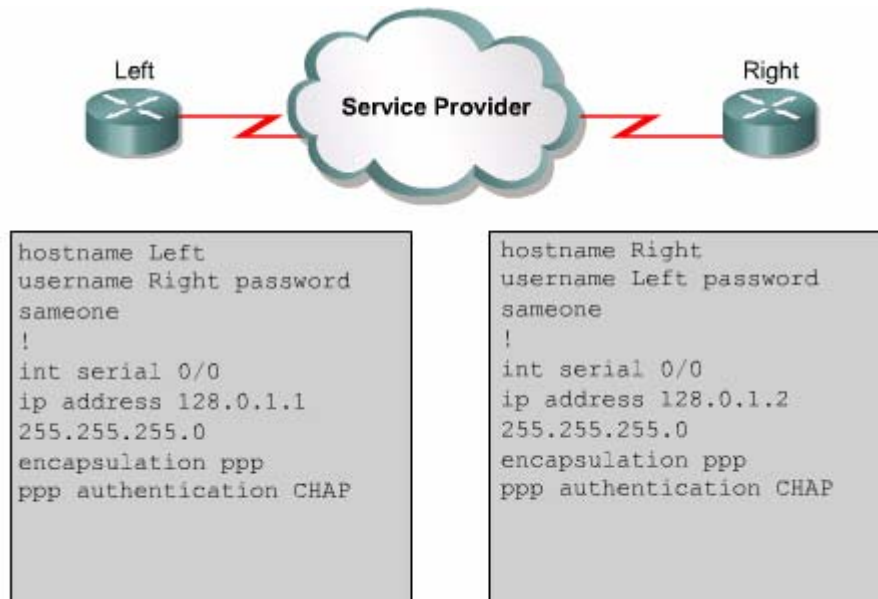 Left
Right
Service Provider
hostname Left
username Right password
sameone
!
int serial 0/0
ip address 128.0.1.1
255.255.255.0
encapsulation ppp
ppp authentication CHAP
hostname Right
username Left password
sameone
!
int serial 0/0
ip address 128.0.1.2
255.255.255.0
encapsulation ppp
ppp authentication CHAP